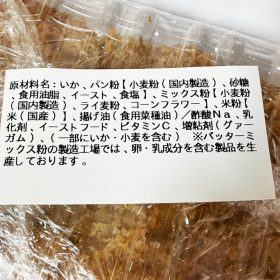 原材料名：いか、パン粉【小麦粉（国内製造）、砂糖
、食用油脂、イースト、食塩】、ミックス粉【小麦粉
（国内製造）、ライ麦粉、コーンフラワー】、米粉【
米（国産）】、揚げ油（食用菜種油）／酢酸Ｎａ、乳
化剤、イーストフード、ビタミンＣ、増粘剤（グァー
ガム）、（一部にいか・小麦を含む）　※バッターミ
ックス粉の製造工場では、卵・乳成分を含む製品を生
産しております。